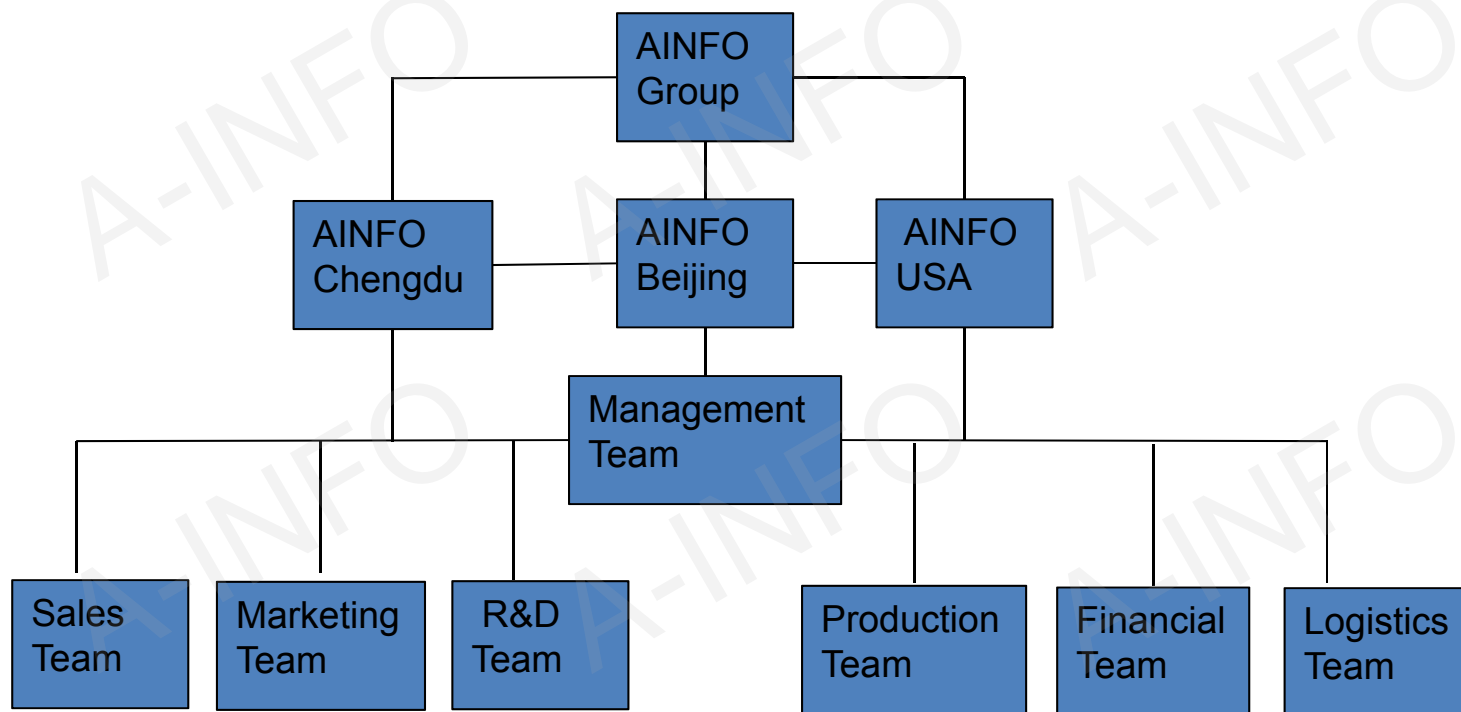 AINFO
Group
AINFO
Chengdu
AINFO
Beijing
AINFO
USA
Management
Team
Sales
Team
Marketing
Team
R&D
Team
Production
Team
Financial
Team
Logistics
Team
A-INFO
A-INFO
A-INFO
A-INFO
A-INFO
A-INFO